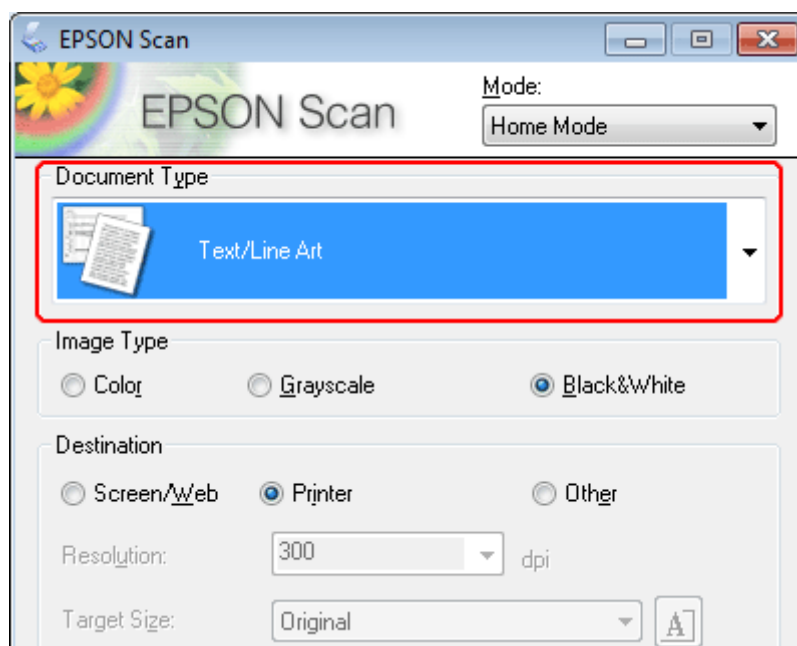 EPSON Scan
EPSON Scan
Mode:
Home Mode
Document Type
Text/Line Art
Image Type
Color Grayscale Black&White
Destination
Screen/Web Printer Other
Resolution: 300 dpi
Target Size: Original A